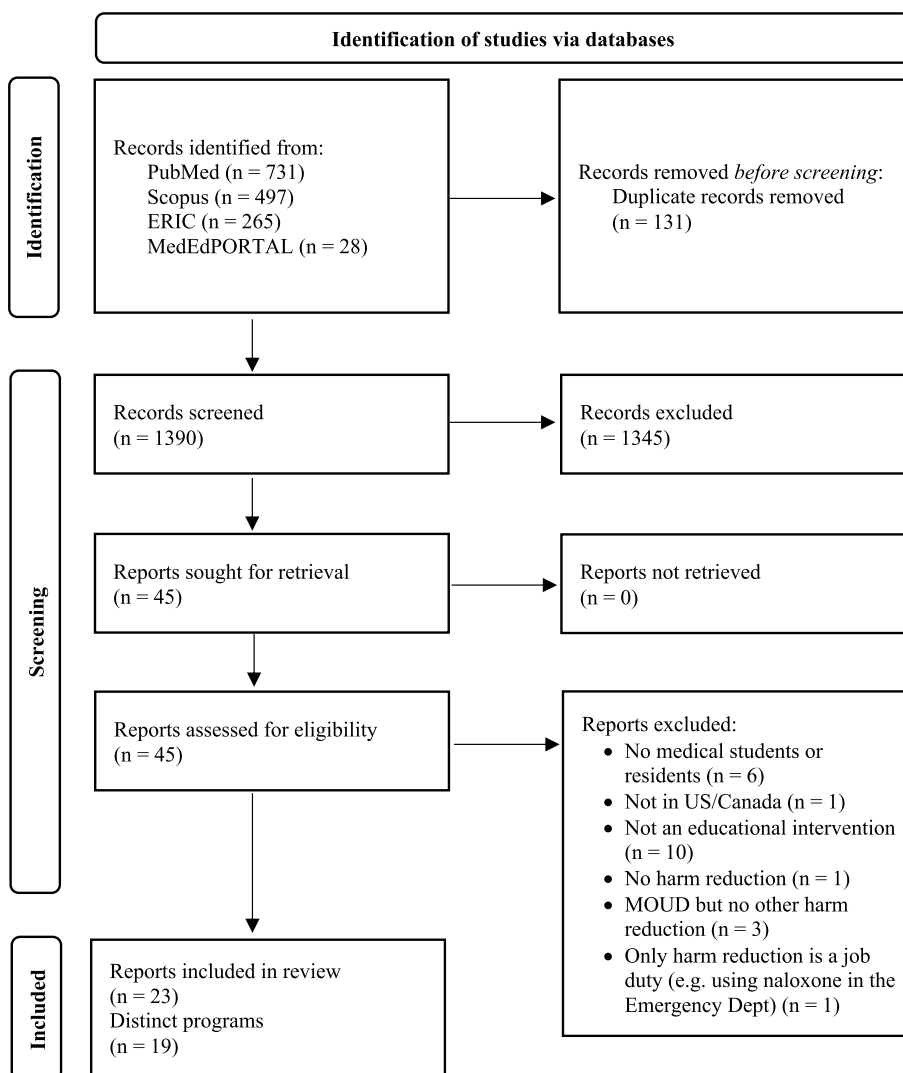 Identification of studies via databases
Identification
Records identified from:
PubMed (n = 731)
Scopus (n = 497)
ERIC (n = 265)
MedEdPORTAL (n = 28)
Records removed before screening:
Duplicate records removed
(n = 131)
Screening
Records screened
(n = 1390)
Records excluded
(n = 1345)
Reports sought for retrieval
(n = 45)
Reports not retrieved
(n = 0)
Reports assessed for eligibility
(n = 45)
Reports excluded:
• No medical students or
residents (n = 6)
• Not in US/Canada (n = 1)
• Not an educational intervention
(n = 10)
• No harm reduction (n = 1)
• MOUD but no other harm
reduction (n = 3)
• Only harm reduction is a job
duty (e.g. using naloxone in the
Emergency Dept) (n = 1)
Included
Reports included in review
(n = 23)
Distinct programs
(n = 19)